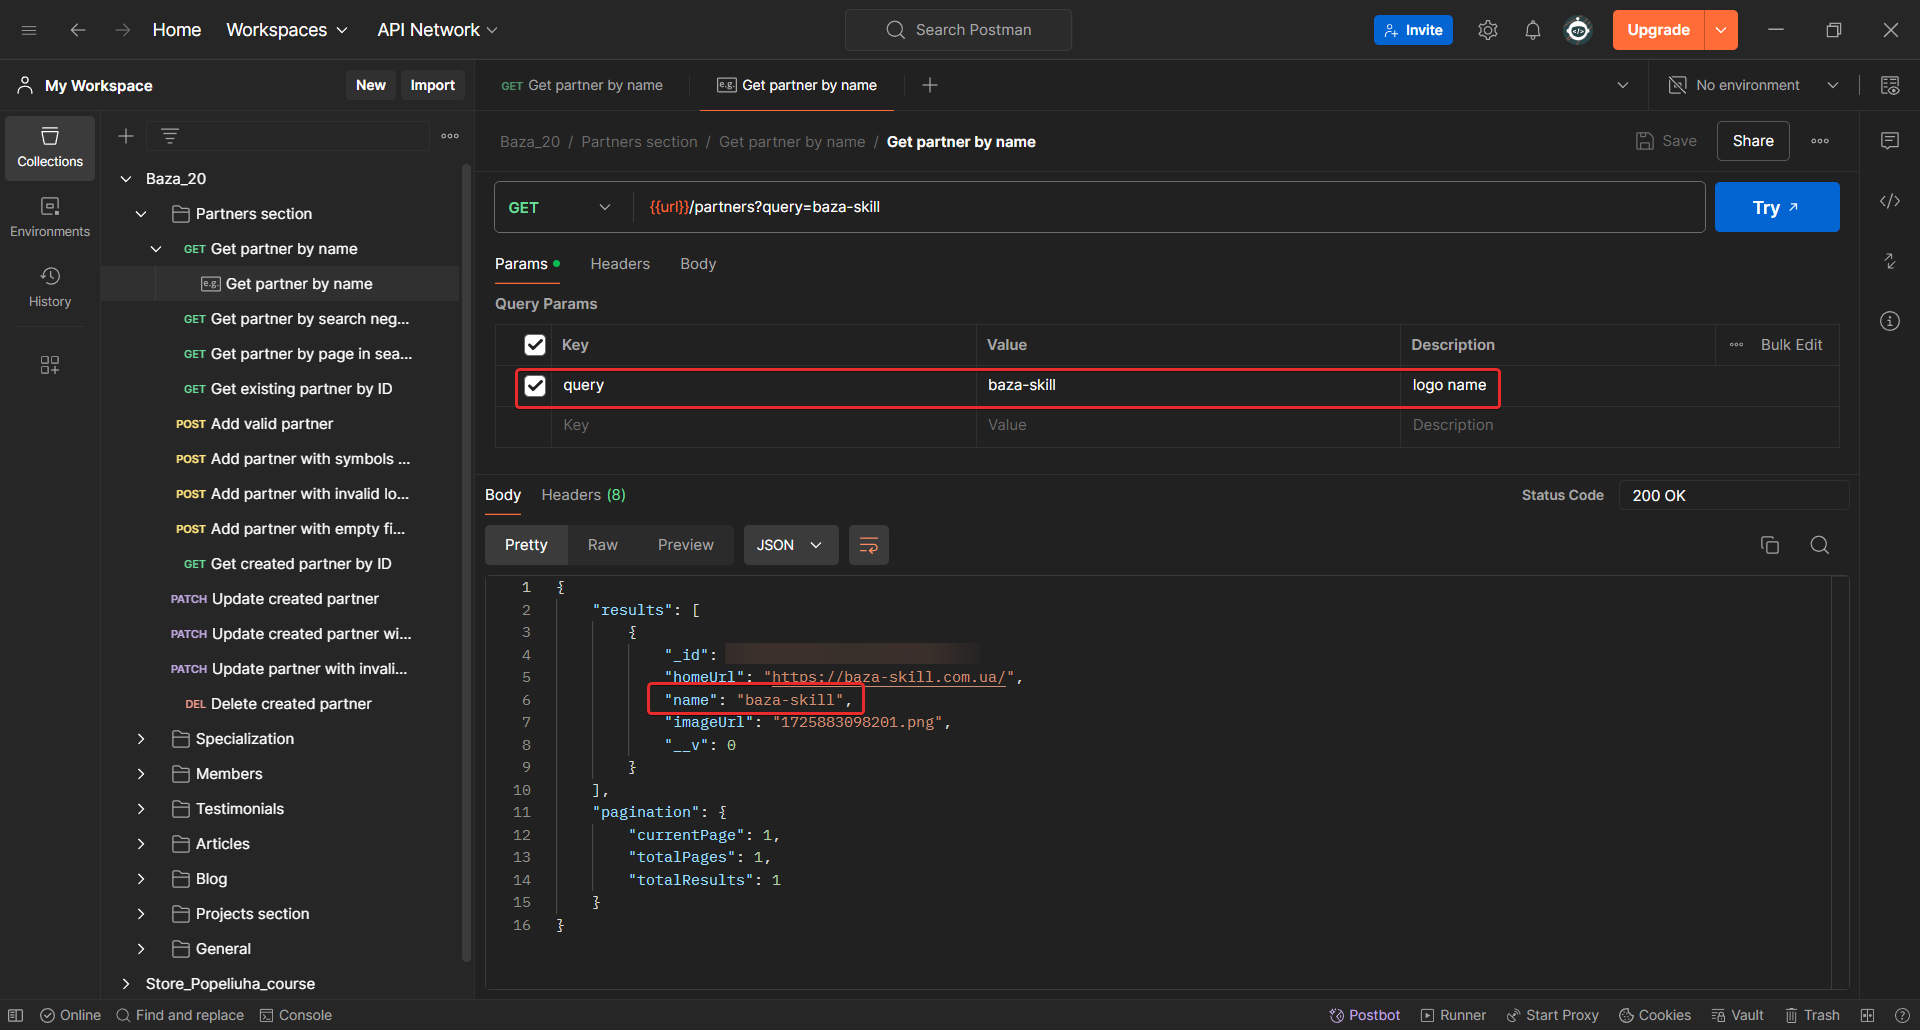 Home Workspaces API Network Search Postman Invite Upgrade
My Workspace New Import GET Get partner by name e.g. Get partner by name No environment
Collections
Environments
History
Baza_20
Partners section
GET Get partner by name
e.g. Get partner by name
GET Get partner by search neg...
GET Get partner by page in sea...
GET Get existing partner by ID
POST Add valid partner
POST Add partner with symbols ...
POST Add partner with invalid lo...
POST Add partner with empty fi...
GET Get created partner by ID
PATCH Update created partner
PATCH Update created partner wi...
PATCH Update partner with invali...
DEL Delete created partner
Specialization
Members
Testimonials
Articles
Blog
Projects section
General
Store_Popeliuha_course
Baza_20 / Partners section / Get partner by name / Get partner by name Save Share
GET {{url}}/partners?query=baza-skill Try
Params Headers Body
Query Params
Key Value Description Bulk Edit
query baza-skill logo name
Key Value Description
Body Headers (8) Status Code 200 OK
Pretty Raw Preview JSON
1 {
2 "results": [
3 {
4 "_id":
5 "homeUrl": "https://baza-skill.com.ua/",
6 "name": "baza-skill",
7 "imageUrl": "1725883098201.png",
8 "__v": 0
9 }
10 ],
11 "pagination": {
12 "currentPage": 1,
13 "totalPages": 1,
14 "totalResults": 1
15 }
16 }
Online Find and replace Console Postbot Runner Start Proxy Cookies Vault Trash